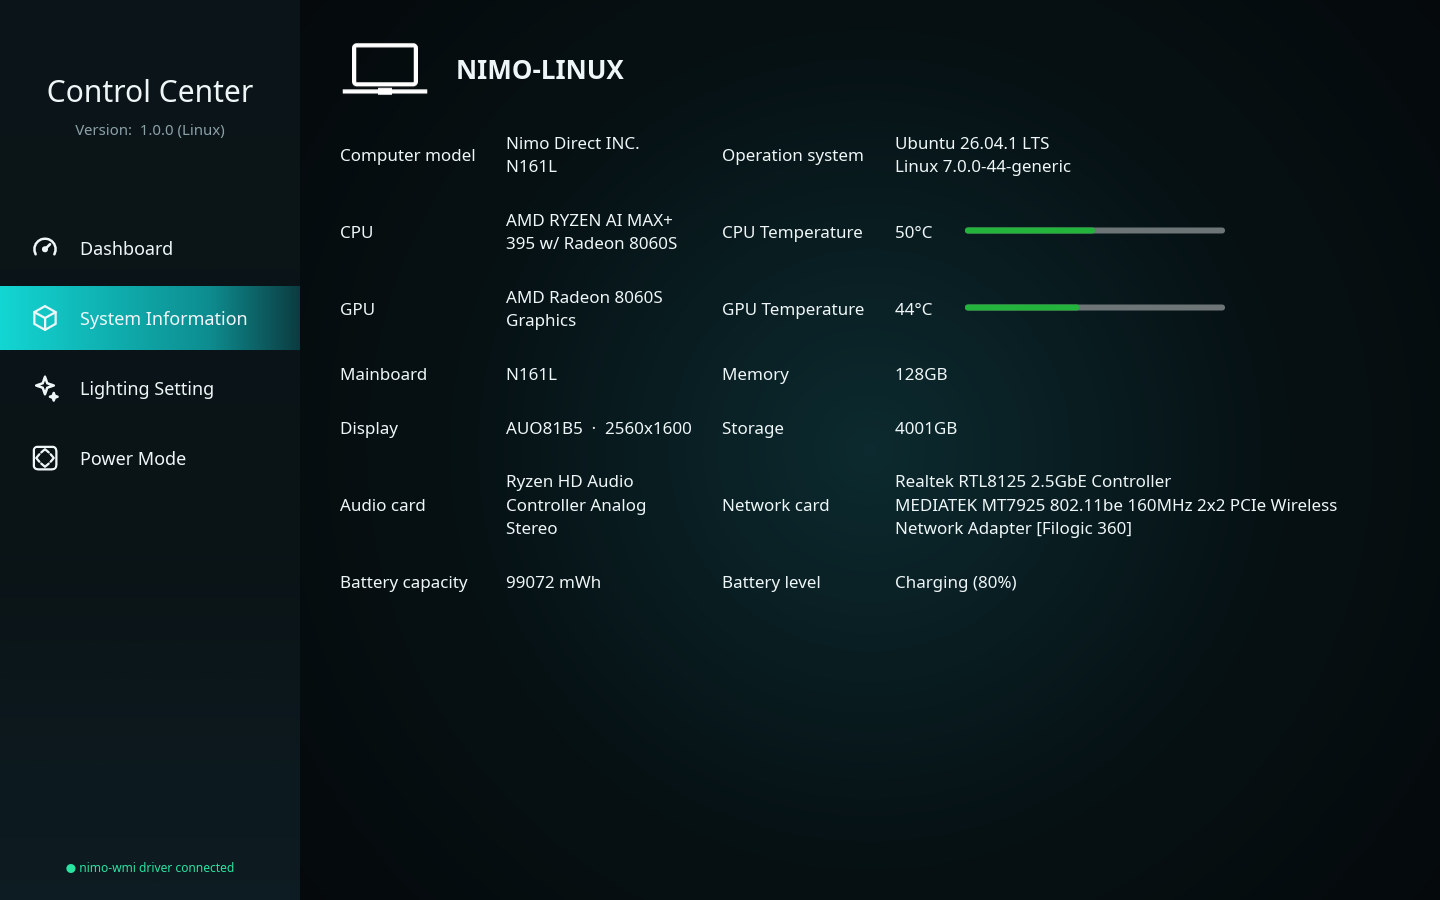 Control Center
Version: 1.0.0 (Linux)
Dashboard
System Information
Lighting Setting
Power Mode
nimo-wmi driver connected
NIMO-LINUX
Computer model
Nimo Direct INC.
N161L
Operation system
Ubuntu 26.04.1 LTS
Linux 7.0.0-44-generic
CPU
AMD RYZEN AI MAX+
395 w/ Radeon 8060S
CPU Temperature
50°C
GPU
AMD Radeon 8060S
Graphics
GPU Temperature
44°C
Mainboard
N161L
Memory
128GB
Display
AUO81B5 · 2560x1600
Storage
4001GB
Audio card
Ryzen HD Audio
Controller Analog
Stereo
Network card
Realtek RTL8125 2.5GbE Controller
MEDIATEK MT7925 802.11be 160MHz 2x2 PCIe Wireless
Network Adapter [Filogic 360]
Battery capacity
99072 mWh
Battery level
Charging (80%)